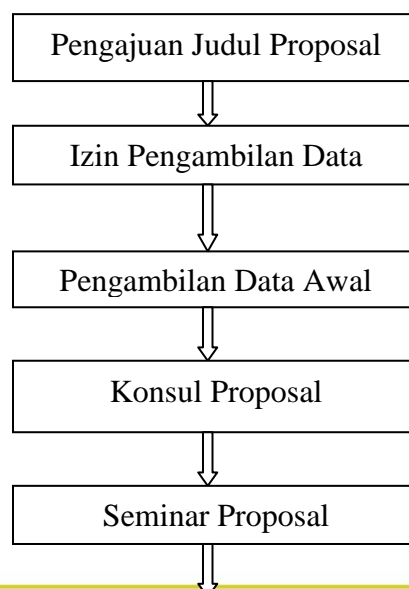 Pengajuan Judul Proposal
Izin Pengambilan Data
Pengambilan Data Awal
Konsul Proposal
Seminar Proposal